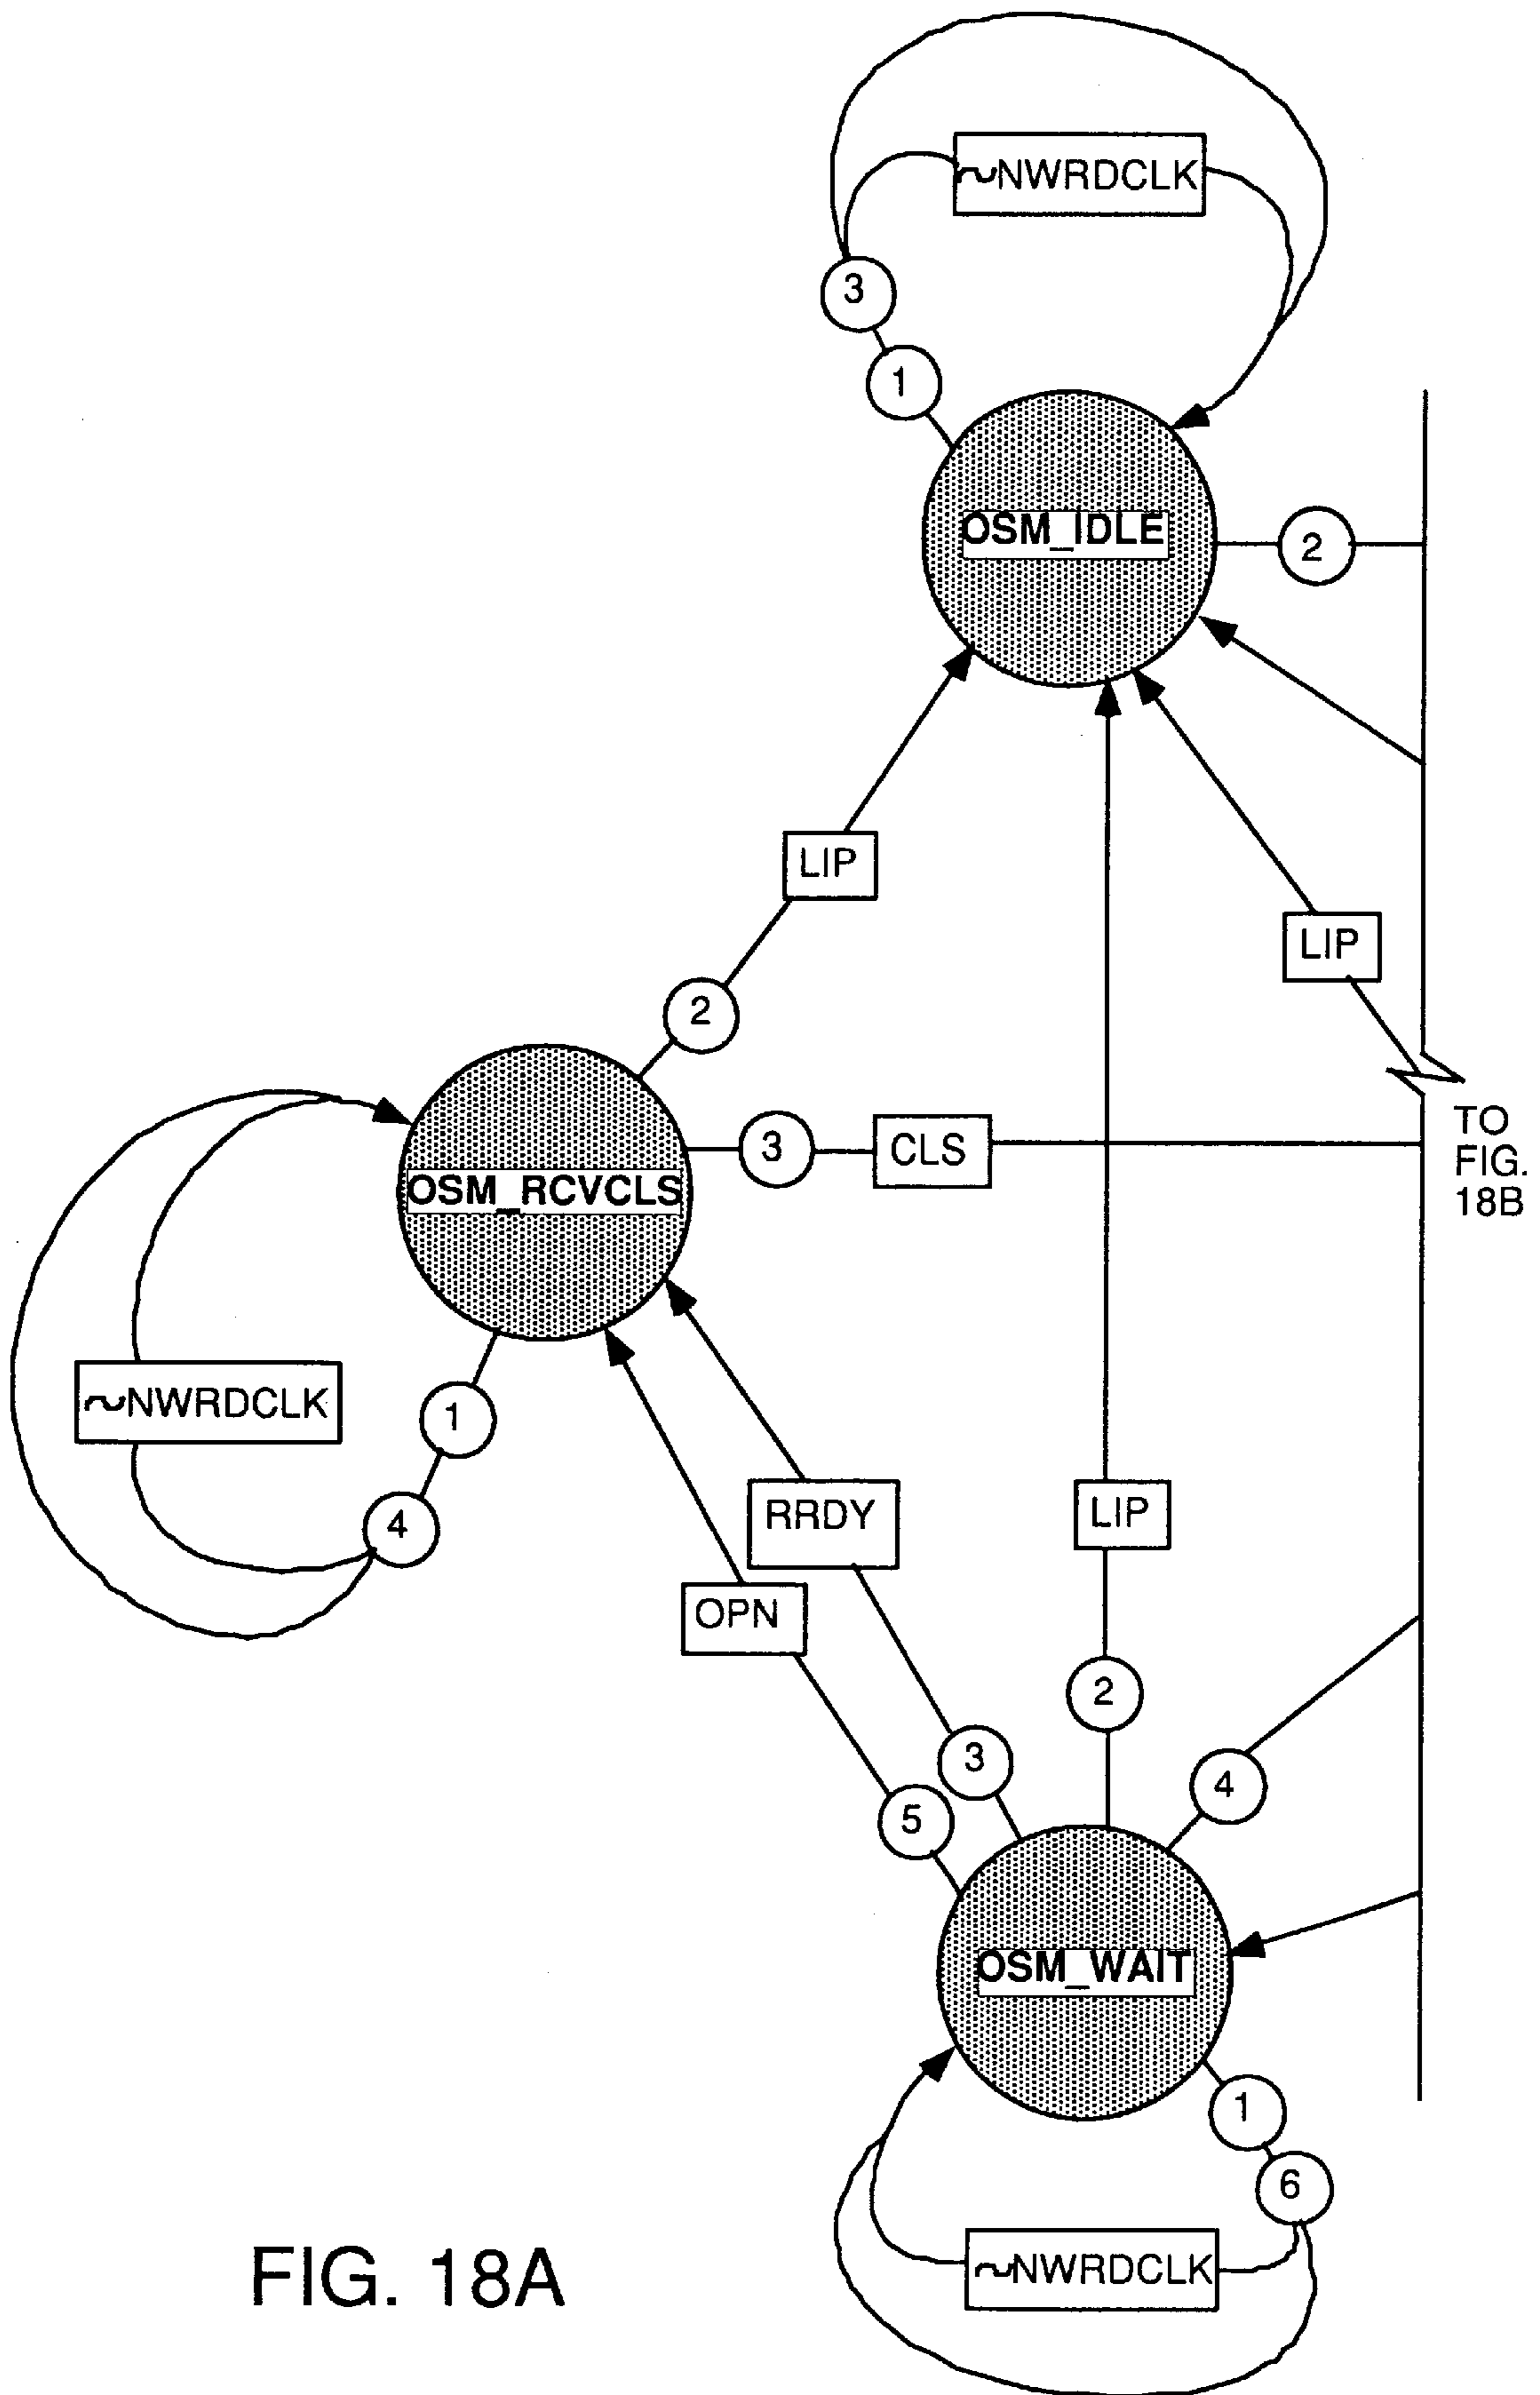 ~NWRDCLK
3
1
OSM_IDLE
2
LIP
LIP
2
3
CLS
TO
FIG.
18B
OSM_RCVCLS
~NWRDCLK
1
4
RRDY
LIP
OPN
2
3
4
5
OSM_WAIT
1
6
~NWRDCLK
FIG. 18A